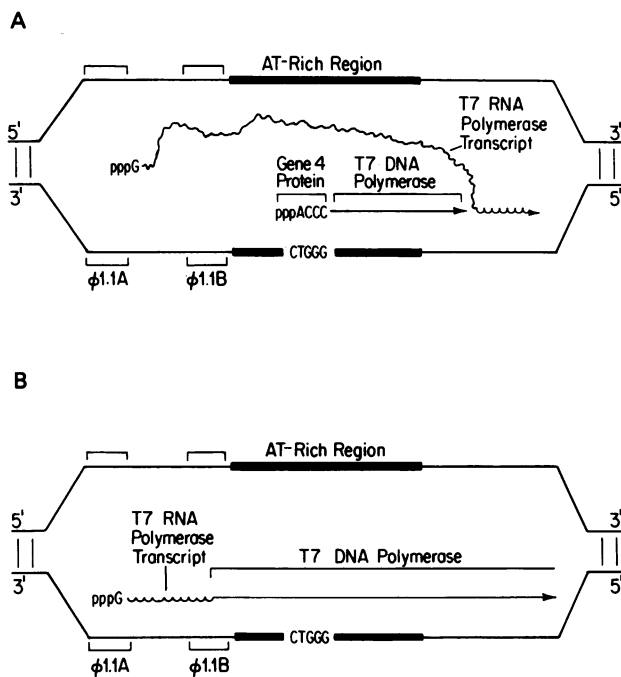 A
AT-Rich Region
5'
3'
T7 RNA
Polymerase
Transcript
pppG
Gene 4
Protein
T7 DNA
Polymerase
pppACCC
3'
5'
CTGGG
ϕ1.1A
ϕ1.1B
B
AT-Rich Region
5'
3'
T7 RNA
Polymerase
Transcript
T7 DNA Polymerase
3'
5'
pppG
CTGGG
ϕ1.1A
ϕ1.1B